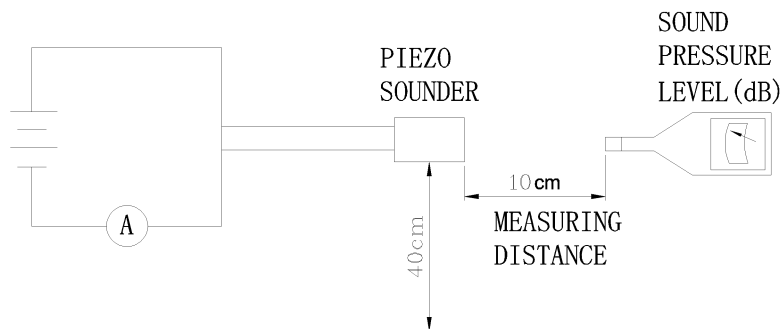 SOUND
PRESSURE
LEVEL(dB)
PIEZO
SOUNDER
A
10cm
MEASURING
DISTANCE
40cm